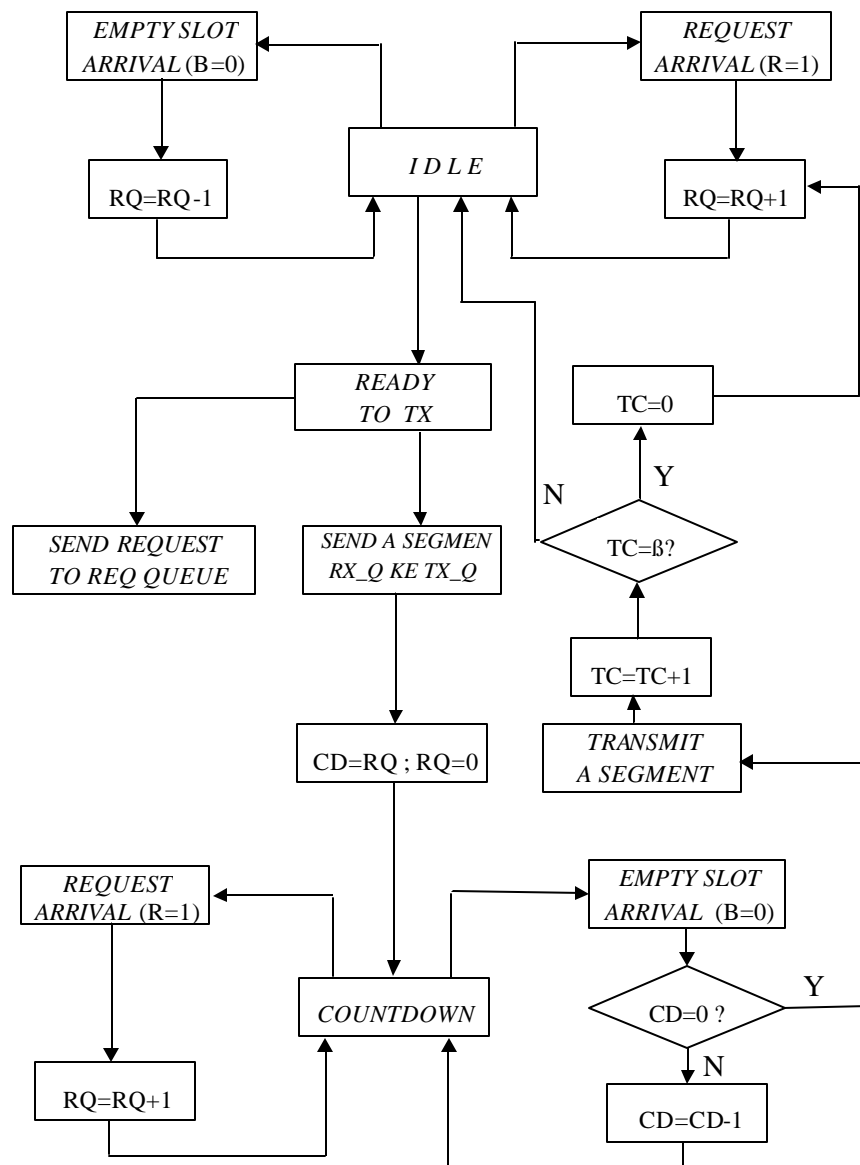 EMPTY SLOT
ARRIVAL (B=0)
REQUEST
ARRIVAL (R=1)
I D L E
RQ=RQ-1
RQ=RQ+1
READY
TO TX
TC=0
Y
N
SEND REQUEST
TO REQ QUEUE
SEND A SEGMEN
RX_Q KE TX_Q
TC=ß?
TC=TC+1
CD=RQ ; RQ=0
TRANSMIT
A SEGMENT
REQUEST
ARRIVAL (R=1)
EMPTY SLOT
ARRIVAL (B=0)
COUNTDOWN
CD=0 ?
Y
N
RQ=RQ+1
CD=CD-1